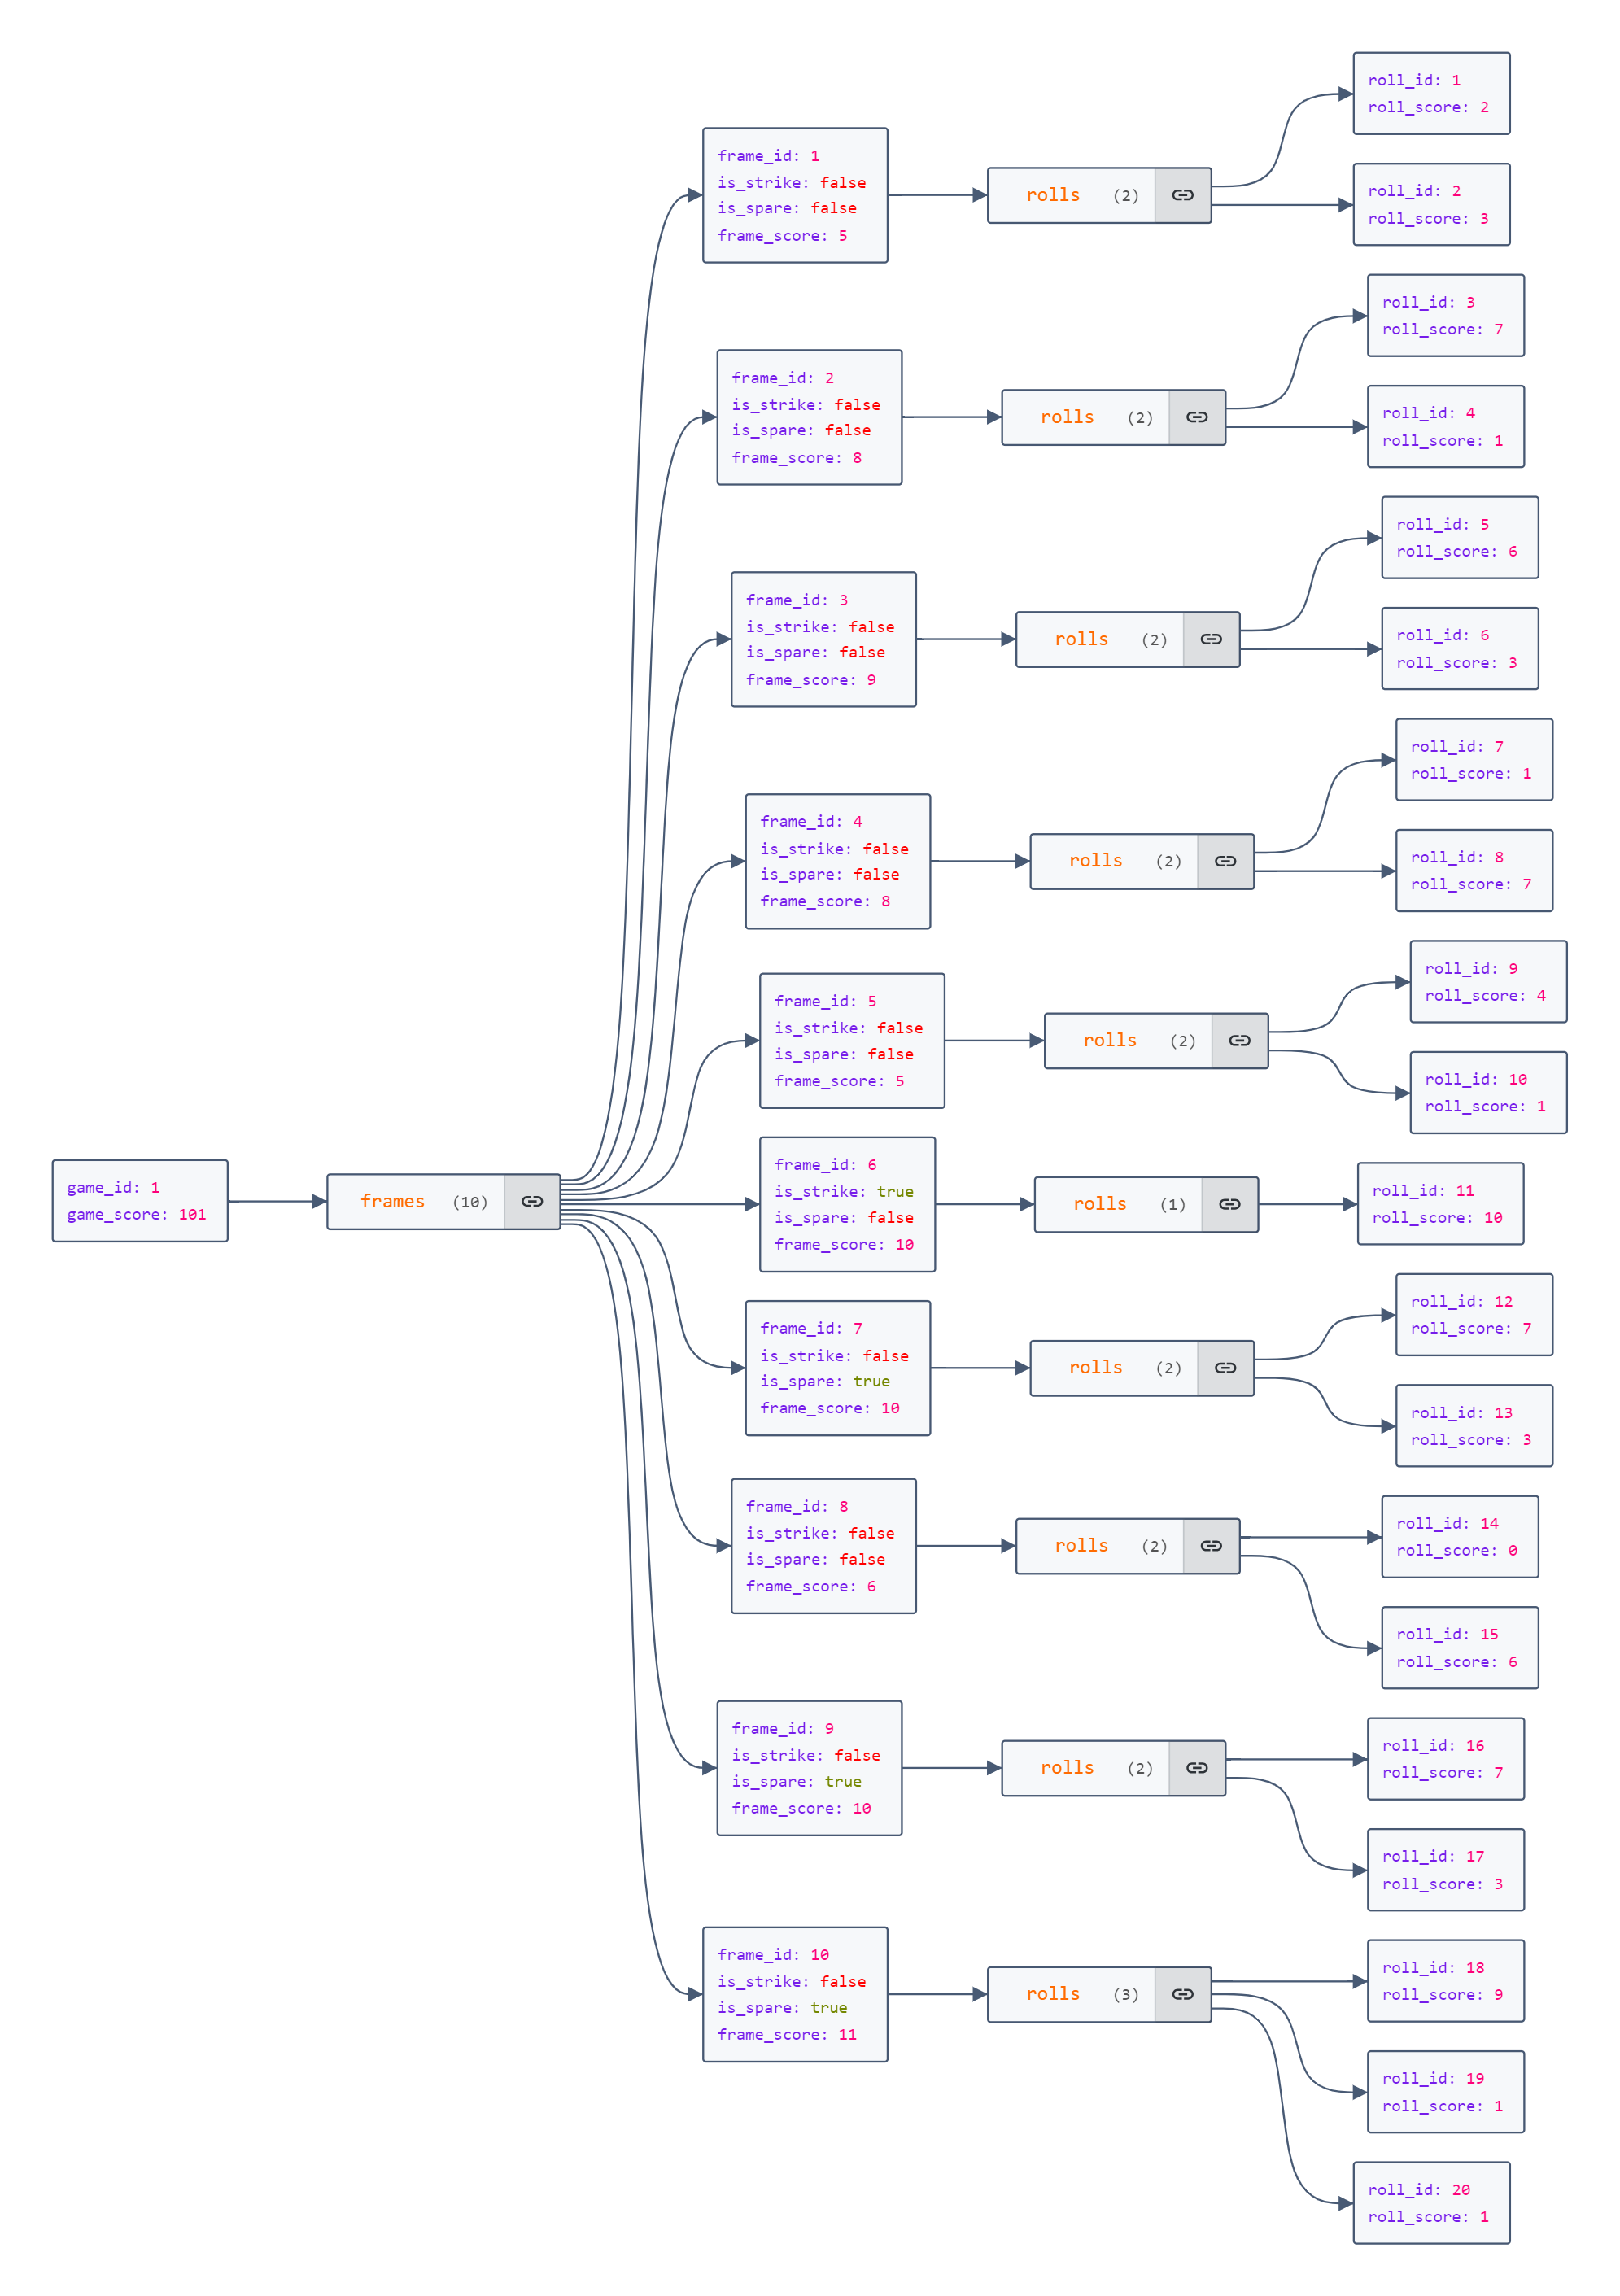 game_id: 1
game_score: 101
frames (10)
frame_id: 1
is_strike: false
is_spare: false
frame_score: 5
rolls (2)
roll_id: 1
roll_score: 2
roll_id: 2
roll_score: 3
frame_id: 2
is_strike: false
is_spare: false
frame_score: 8
rolls (2)
roll_id: 3
roll_score: 7
roll_id: 4
roll_score: 1
frame_id: 3
is_strike: false
is_spare: false
frame_score: 9
rolls (2)
roll_id: 5
roll_score: 6
roll_id: 6
roll_score: 3
frame_id: 4
is_strike: false
is_spare: false
frame_score: 8
rolls (2)
roll_id: 7
roll_score: 1
roll_id: 8
roll_score: 7
frame_id: 5
is_strike: false
is_spare: false
frame_score: 5
rolls (2)
roll_id: 9
roll_score: 4
roll_id: 10
roll_score: 1
frame_id: 6
is_strike: true
is_spare: false
frame_score: 10
rolls (1)
roll_id: 11
roll_score: 10
frame_id: 7
is_strike: false
is_spare: true
frame_score: 10
rolls (2)
roll_id: 12
roll_score: 7
roll_id: 13
roll_score: 3
frame_id: 8
is_strike: false
is_spare: false
frame_score: 6
rolls (2)
roll_id: 14
roll_score: 0
roll_id: 15
roll_score: 6
frame_id: 9
is_strike: false
is_spare: true
frame_score: 10
rolls (2)
roll_id: 16
roll_score: 7
roll_id: 17
roll_score: 3
frame_id: 10
is_strike: false
is_spare: true
frame_score: 11
rolls (3)
roll_id: 18
roll_score: 9
roll_id: 19
roll_score: 1
roll_id: 20
roll_score: 1